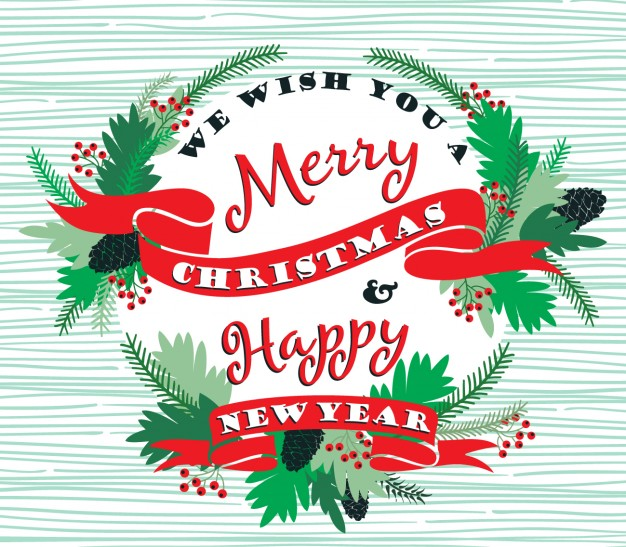 WE WISH YOU A
Merry
CHRISTMAS
&
Happy
NEW YEAR